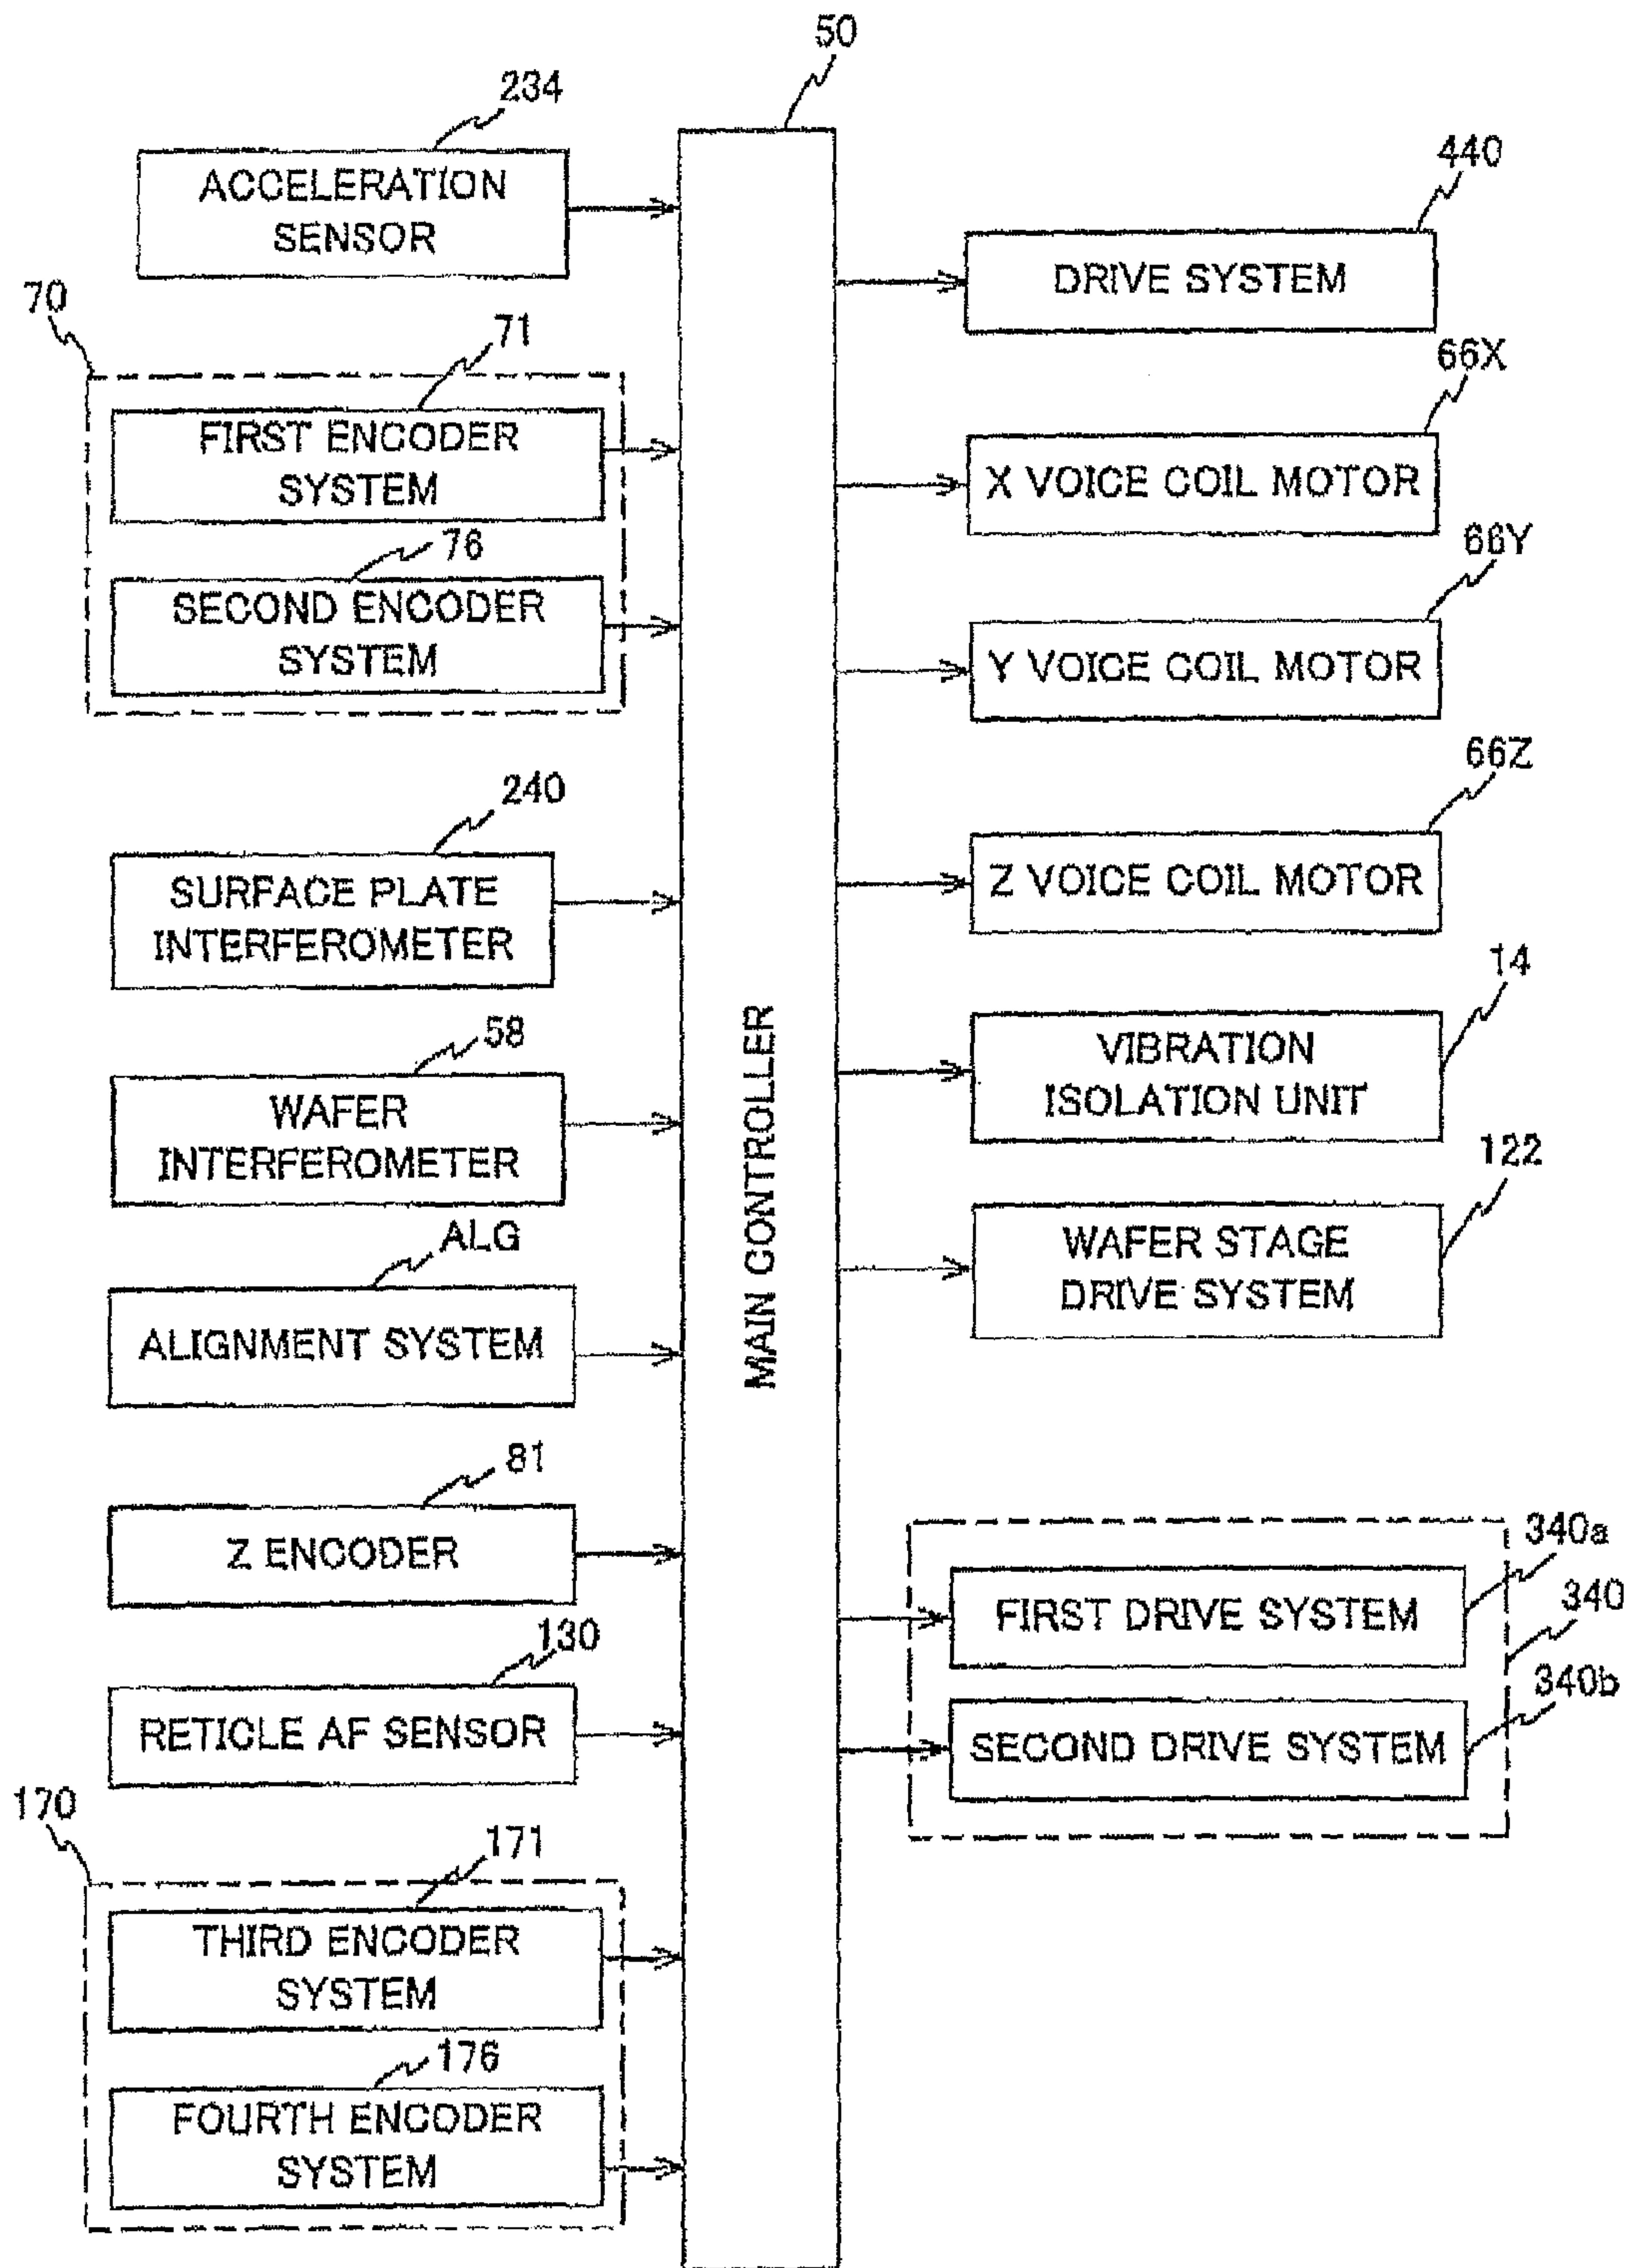 50
234
ACCELERATION
SENSOR
70
71
FIRST ENCODER
SYSTEM
76
SECOND ENCODER
SYSTEM
240
SURFACE PLATE
INTERFEROMETER
58
WAFER
INTERFEROMETER
ALG
ALIGNMENT SYSTEM
81
Z ENCODER
130
RETICLE AF SENSOR
170
171
THIRD ENCODER
SYSTEM
176
FOURTH ENCODER
SYSTEM
MAIN CONTROLLER
440
DRIVE SYSTEM
66X
X VOICE COIL MOTOR
66Y
Y VOICE COIL MOTOR
66Z
Z VOICE COIL MOTOR
14
VIBRATION
ISOLATION UNIT
122
WAFER STAGE
DRIVE SYSTEM
340a
FIRST DRIVE SYSTEM
340
340b
SECOND DRIVE SYSTEM